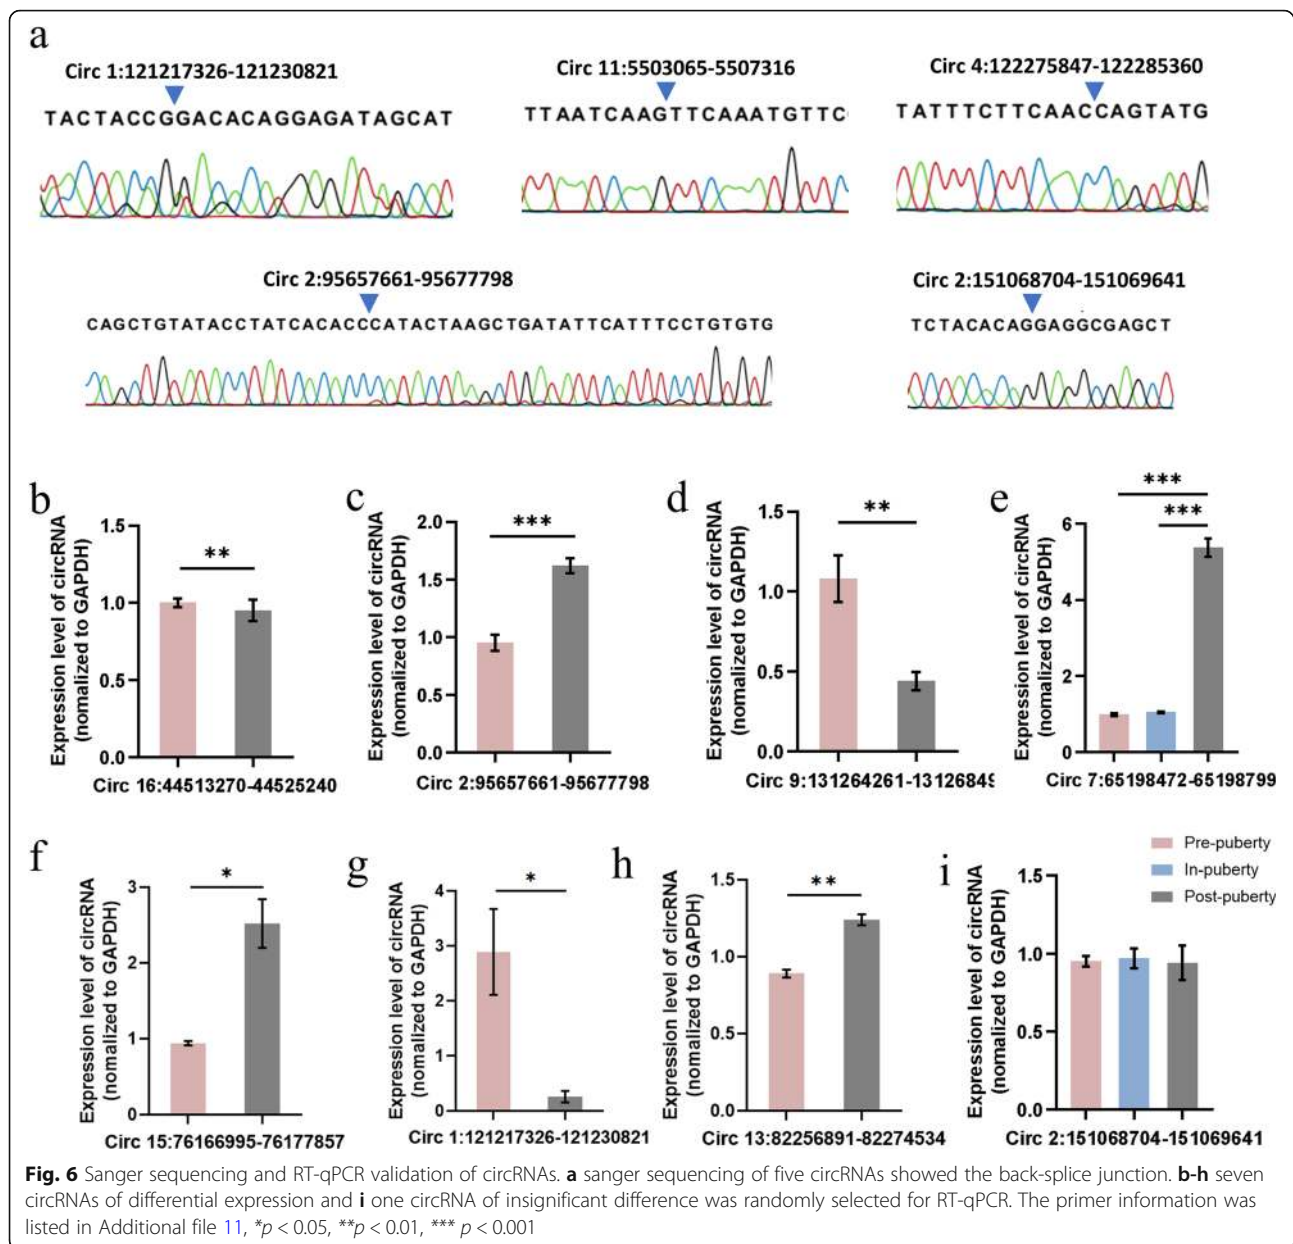 a
Circ 1:121217326-121230821
TACTACCGGACACAGGAGATAGCAT
Circ 11:5503065-5507316
TTAATCAAGTTCAAATGTTC
Circ 4:122275847-122285360
TATTTCTTCAACCAGTATG
Circ 2:95657661-95677798
CAGCTGTATACCTATCACACCCATACTAAGCTGATATTCATTTCCTGTGTG
Circ 2:151068704-151069641
TCTACACAGGAGGCGAGCT
b
Expression level of circRNA
(nomalized to GAPDH)
1.5
1.0
0.5
0.0
**
Circ 16:44513270-44525240
c
Expression level of circRNA
(nomalized to GAPDH)
2.0
1.5
1.0
0.5
0.0
***
Circ 2:95657661-95677798
d
Expression level of circRNA
(nomalized to GAPDH)
1.5
1.0
0.5
0.0
**
Circ 9:131264261-13126849
e
Expression level of circRNA
(nomalized to GAPDH)
6
4
2
0
***
***
Circ 7:65198472-65198799
f
Expression level of circRNA
(nomalized to GAPDH)
3
2
1
0
*
Circ 15:76166995-76177857
g
Expression level of circRNA
(nomalized to GAPDH)
4
3
2
1
0
*
Circ 1:121217326-121230821
h
Expression level of circRNA
(nomalized to GAPDH)
1.5
1.0
0.5
0.0
**
Circ 13:82256891-82274534
i
Expression level of circRNA
(nomalized to GAPDH)
1.5
1.0
0.5
0.0
Circ 2:151068704-151069641
Pre-puberty
In-puberty
Post-puberty
Fig. 6 Sanger sequencing and RT-qPCR validation of circRNAs. a sanger sequencing of five circRNAs showed the back-splice junction. b-h seven
circRNAs of differential expression and i one circRNA of insignificant difference was randomly selected for RT-qPCR. The primer information was
listed in Additional file 11, *p < 0.05, **p < 0.01, *** p < 0.001